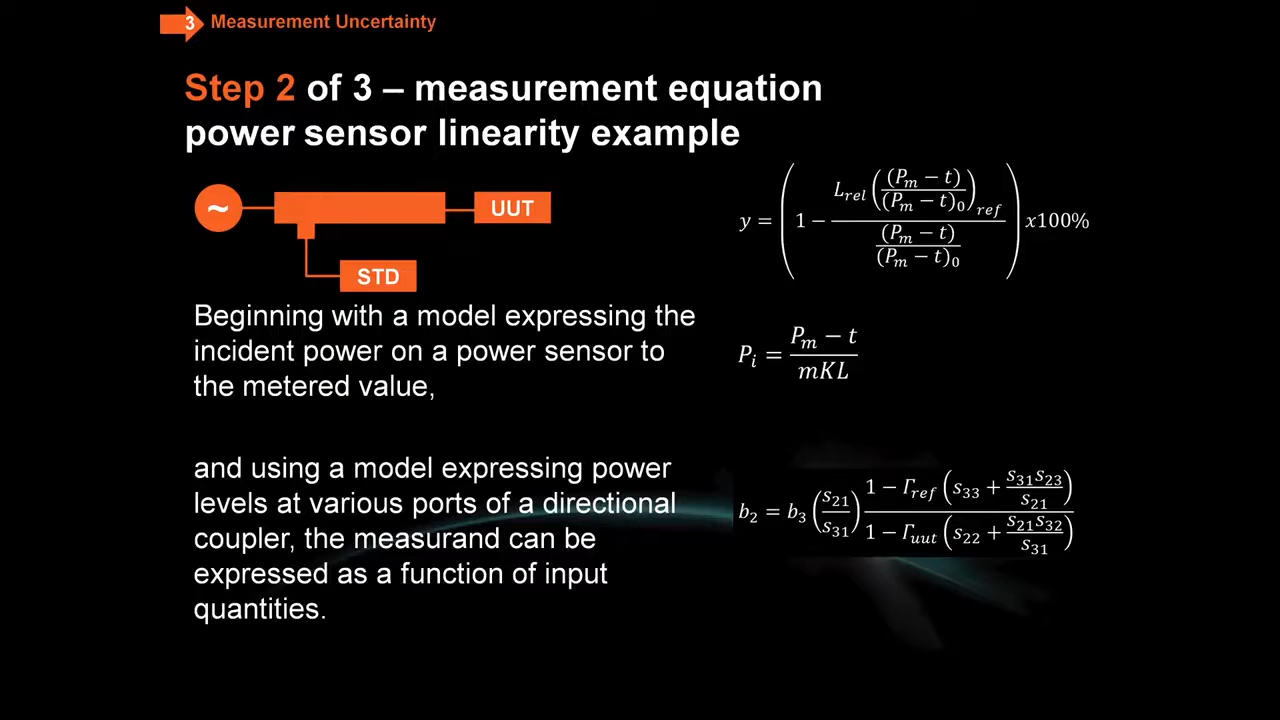 3 Measurement Uncertainty
Step 2 of 3 – measurement equation
power sensor linearity example
~ UUT
STD
y = ( 1 − L_rel ( (P_m − t) / (P_m − t)_0 )_ref / ( (P_m − t) / (P_m − t)_0 ) ) x100%
Beginning with a model expressing the
incident power on a power sensor to
the metered value,
P_i = (P_m − t) / mKL
and using a model expressing power
levels at various ports of a directional
coupler, the measurand can be
expressed as a function of input
quantities.
b_2 = b_3 ( s_21 / s_31 ) ( 1 − Γ_ref ( s_33 + s_31 s_23 / s_21 ) ) / ( 1 − Γ_uut ( s_22 + s_21 s_32 / s_31 ) )